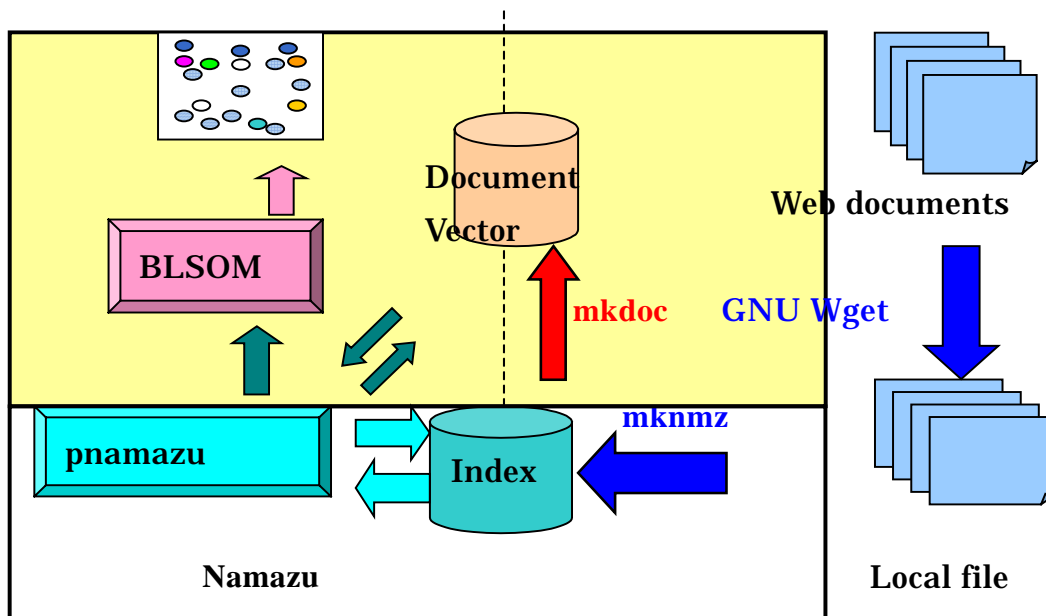 Document
Vector
Web documents
BLSOM
mkdoc
GNU Wget
mknmz
pnamazu
Index
Namazu
Local file